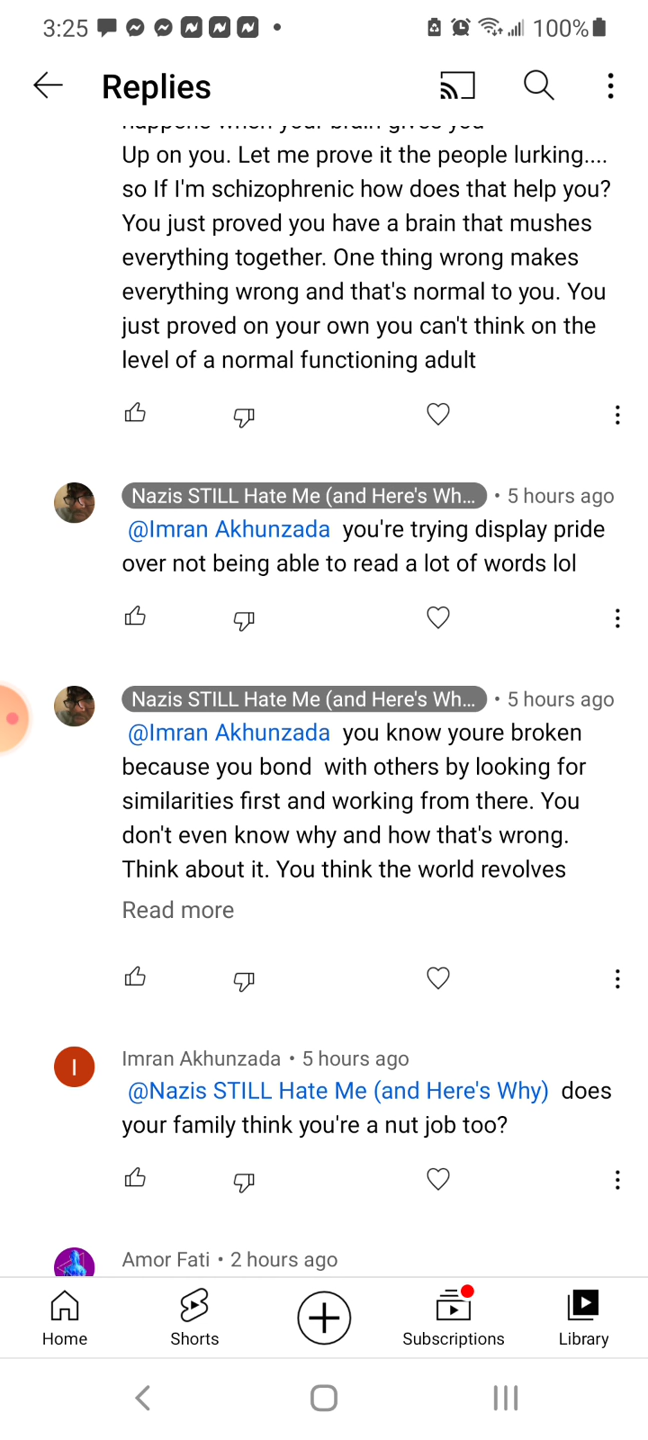 3:25
100%
Replies
happens when your brain gives you
Up on you. Let me prove it the people lurking....
so If I'm schizophrenic how does that help you?
You just proved you have a brain that mushes
everything together. One thing wrong makes
everything wrong and that's normal to you. You
just proved on your own you can't think on the
level of a normal functioning adult
Nazis STILL Hate Me (and Here's Wh... • 5 hours ago
@Imran Akhunzada you're trying display pride
over not being able to read a lot of words lol
Nazis STILL Hate Me (and Here's Wh... • 5 hours ago
@Imran Akhunzada you know youre broken
because you bond with others by looking for
similarities first and working from there. You
don't even know why and how that's wrong.
Think about it. You think the world revolves
Read more
I
Imran Akhunzada • 5 hours ago
@Nazis STILL Hate Me (and Here's Why) does
your family think you're a nut job too?
Amor Fati • 2 hours ago
Home
Shorts
Subscriptions
Library